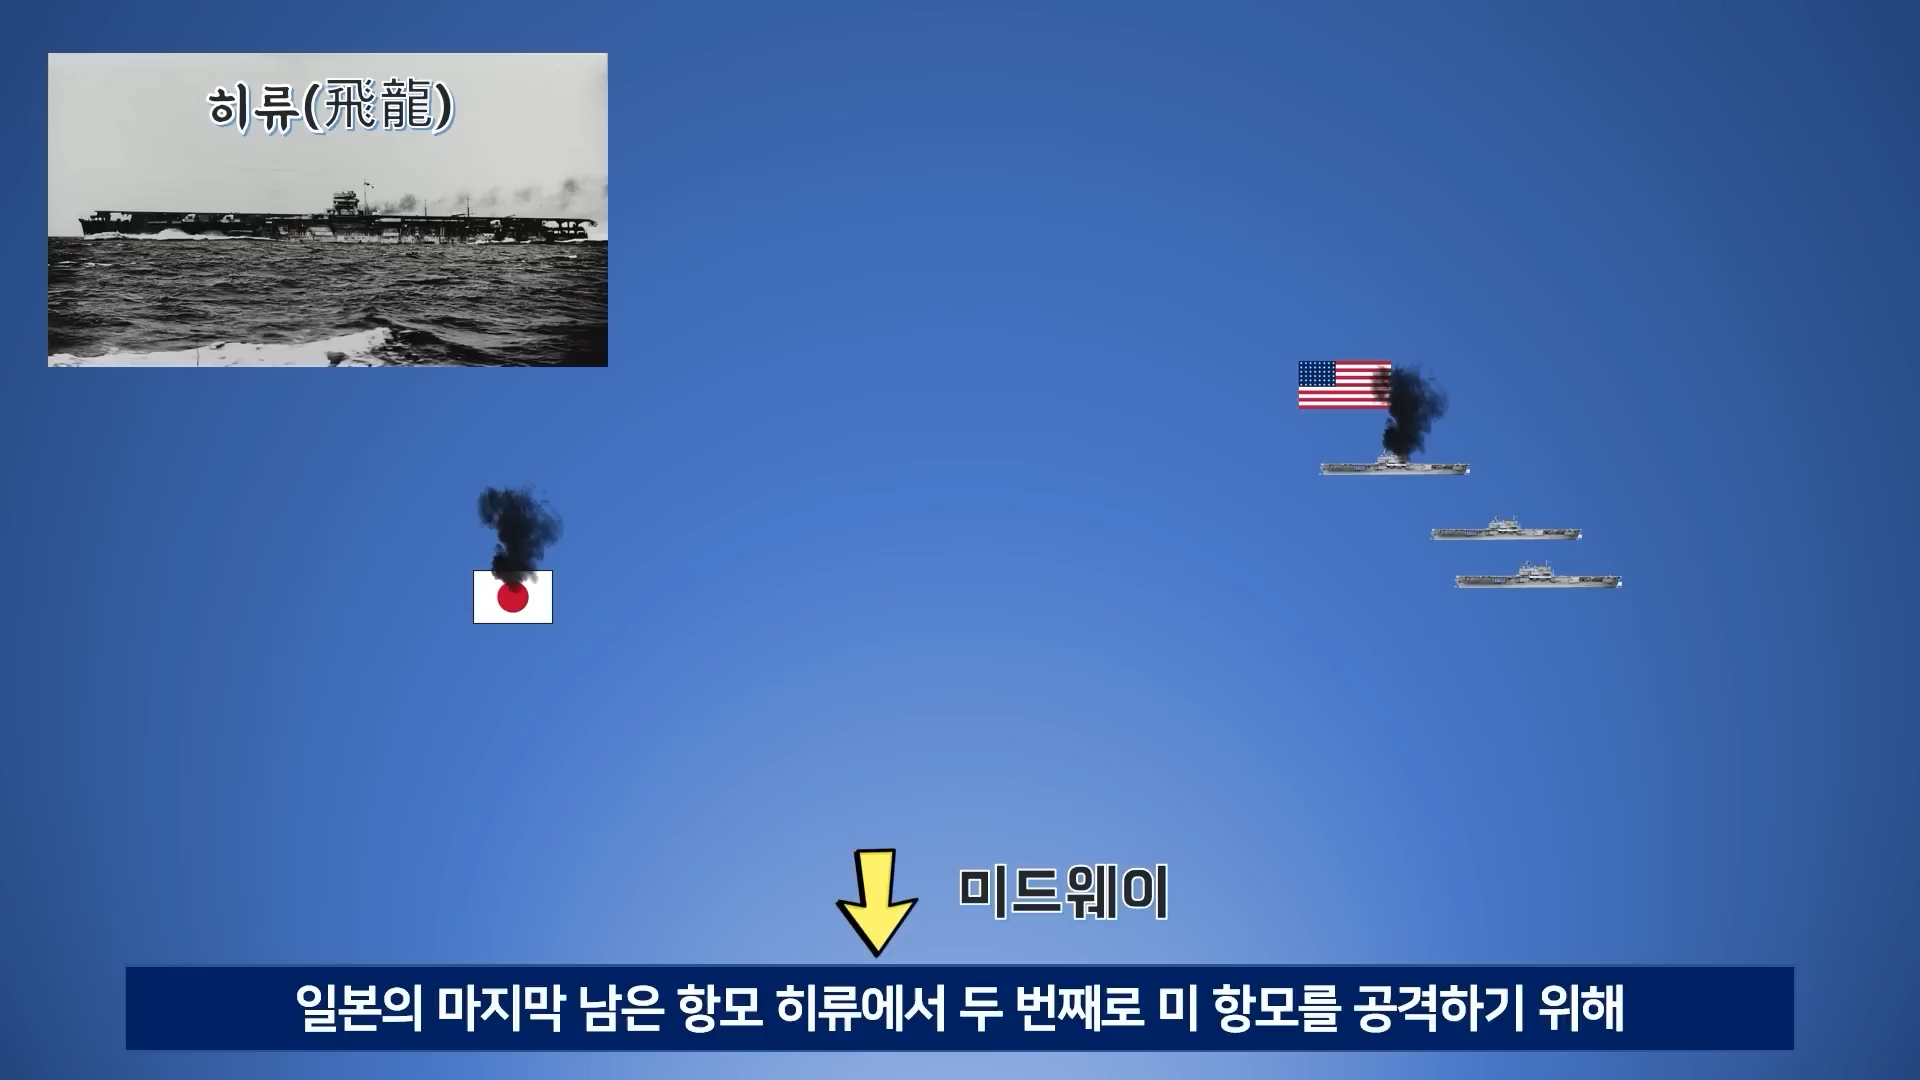 히류(飛龍)
미드웨이
일본의 마지막 남은 항모 히류에서 두 번째로 미 항모를 공격하기 위해